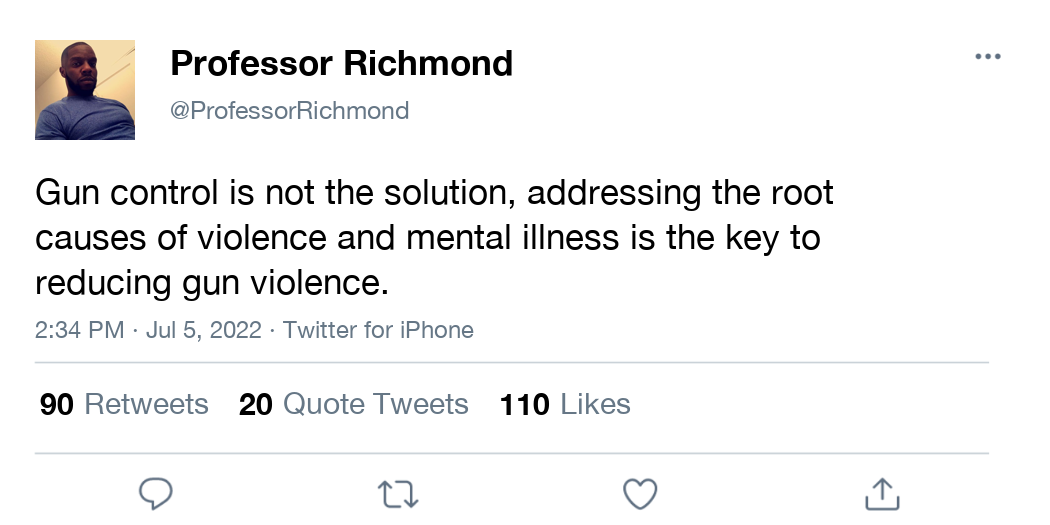 Professor Richmond
@ProfessorRichmond
Gun control is not the solution, addressing the root
causes of violence and mental illness is the key to
reducing gun violence.
2:34 PM · Jul 5, 2022 · Twitter for iPhone
90 Retweets 20 Quote Tweets 110 Likes